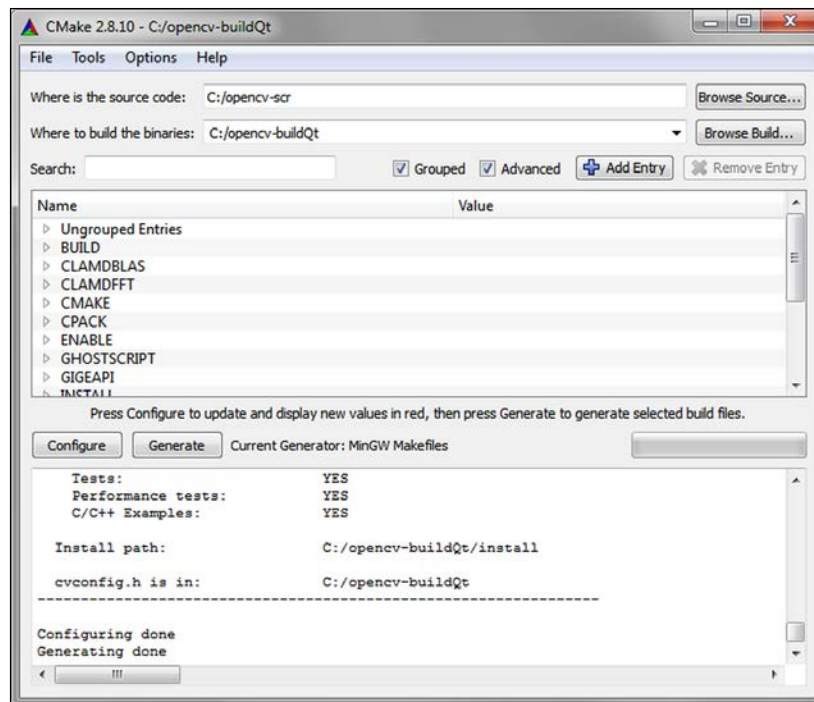 CMake 2.8.10 - C:/opencv-buildQt
File Tools Options Help
Where is the source code: C:/opencv-scr Browse Source...
Where to build the binaries: C:/opencv-buildQt Browse Build...
Search: Grouped Advanced Add Entry Remove Entry
Name Value
Ungrouped Entries
BUILD
CLAMDBLAS
CLAMDFFT
CMAKE
CPACK
ENABLE
GHOSTSCRIPT
GIGEAPI
INSTALL
Press Configure to update and display new values in red, then press Generate to generate selected build files.
Configure Generate Current Generator: MinGW Makefiles
Tests: YES
Performance tests: YES
C/C++ Examples: YES
Install path: C:/opencv-buildQt/install
cvconfig.h is in: C:/opencv-buildQt
-----------------------------------------------------------------
Configuring done
Generating done